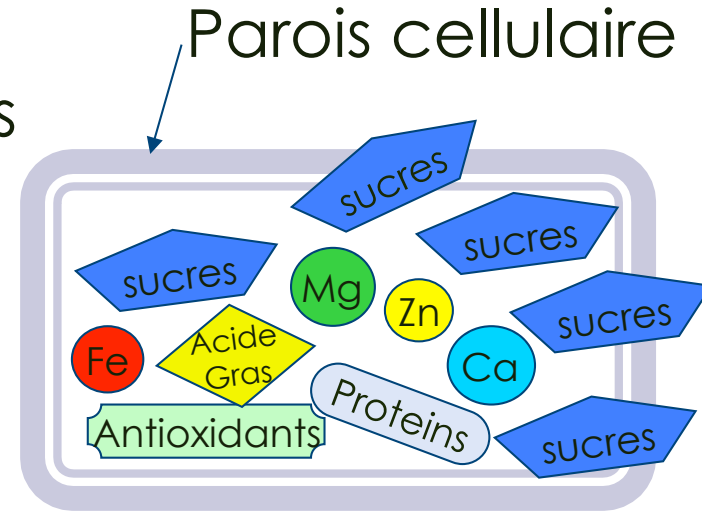 Parois cellulaire
s
sucres
sucres
sucres
Mg
Zn
sucres
Fe
Acide
Gras
Ca
Proteins
Antioxidants
sucres